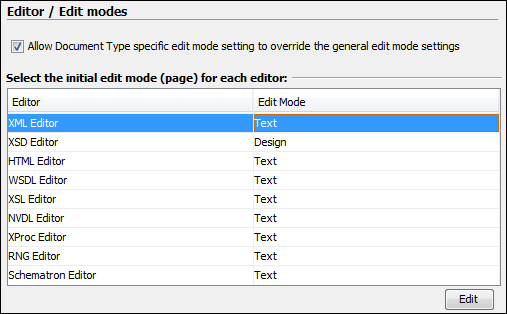 Editor / Edit modes
Allow Document Type specific edit mode setting to override the general edit mode settings
Select the initial edit mode (page) for each editor:
Editor Edit Mode
XML Editor Text
XSD Editor Design
HTML Editor Text
WSDL Editor Text
XSL Editor Text
NVDL Editor Text
XProc Editor Text
RNG Editor Text
Schematron Editor Text
Edit